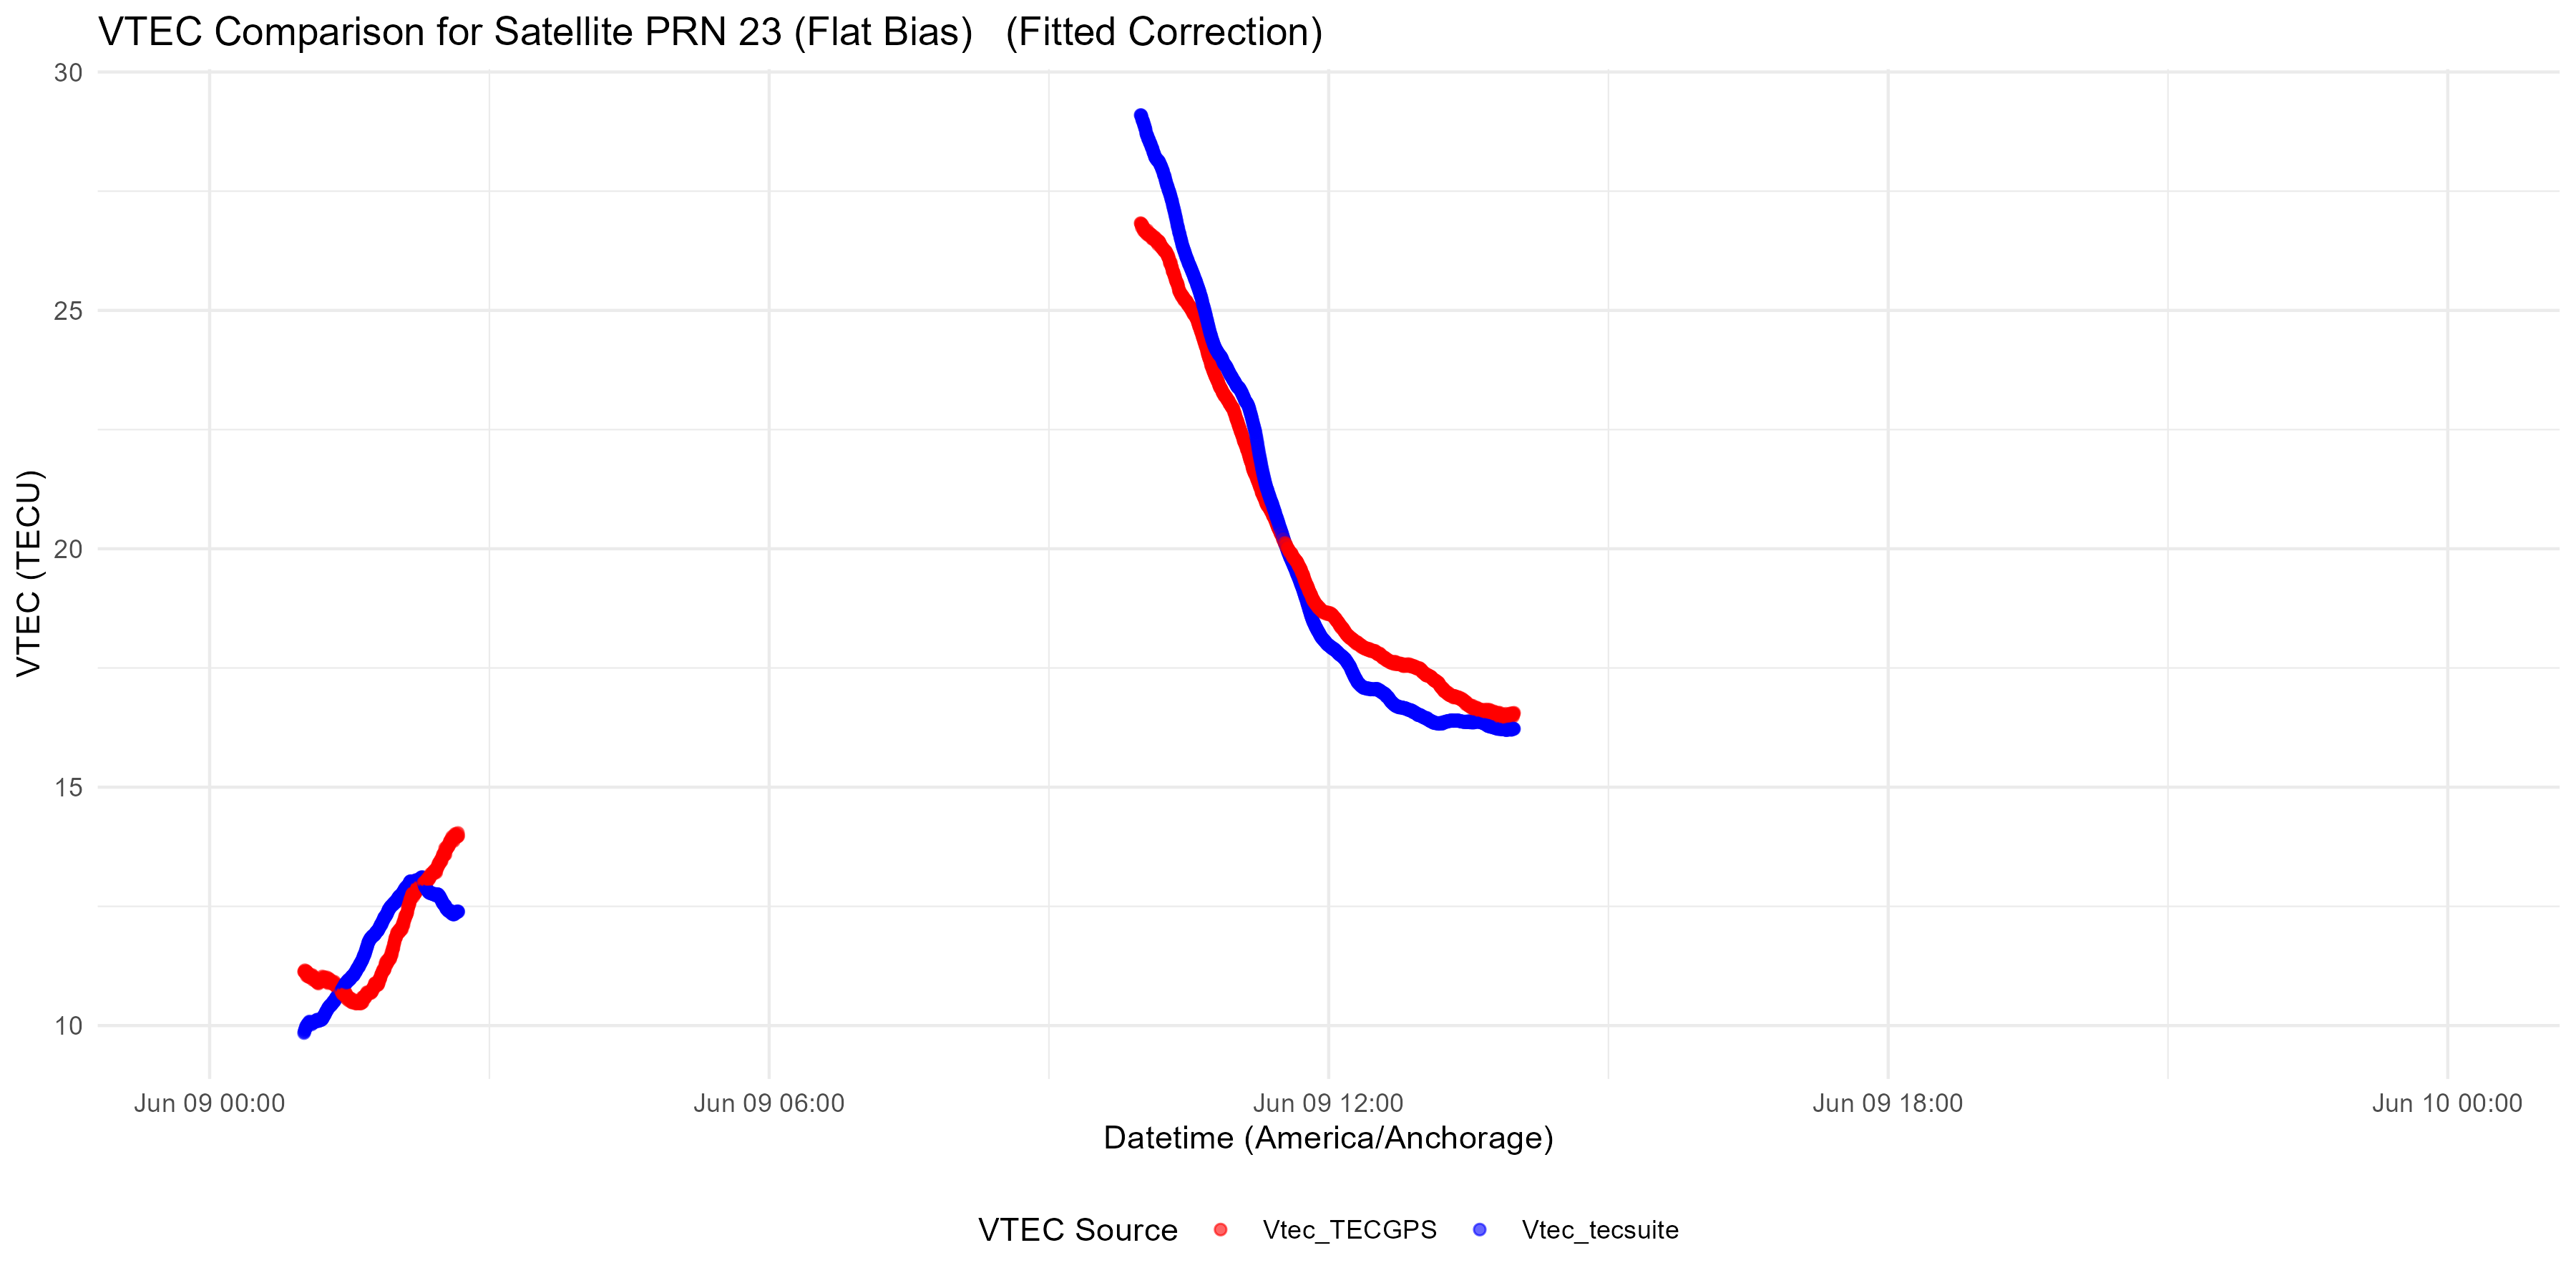 VTEC Comparison for Satellite PRN 23 (Flat Bias)   (Fitted Correction)
30
25
20
15
10
VTEC (TECU)
Jun 09 00:00
Jun 09 06:00
Jun 09 12:00
Jun 09 18:00
Jun 10 00:00
Datetime (America/Anchorage)
VTEC Source
Vtec_TECGPS
Vtec_tecsuite